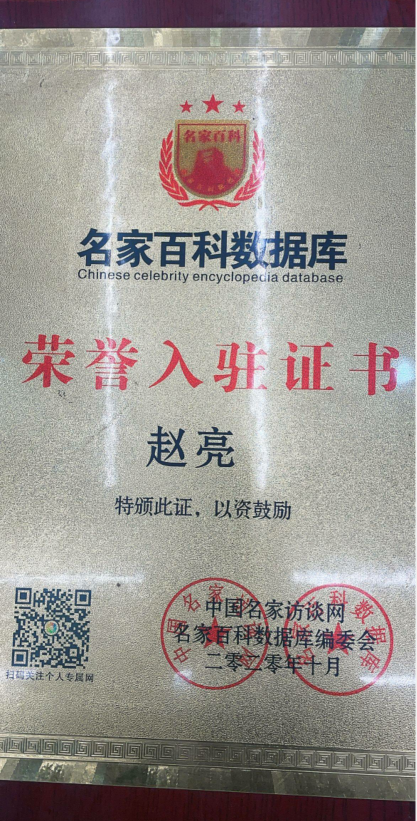 名家百科
名家百科数据库
Chinese celebrity encyclopedia database
荣誉入驻证书
赵亮
特颁此证，以资鼓励
中国名家访谈网
名家百科数据库编委会
二零二零年十月
扫码关注个人专属网